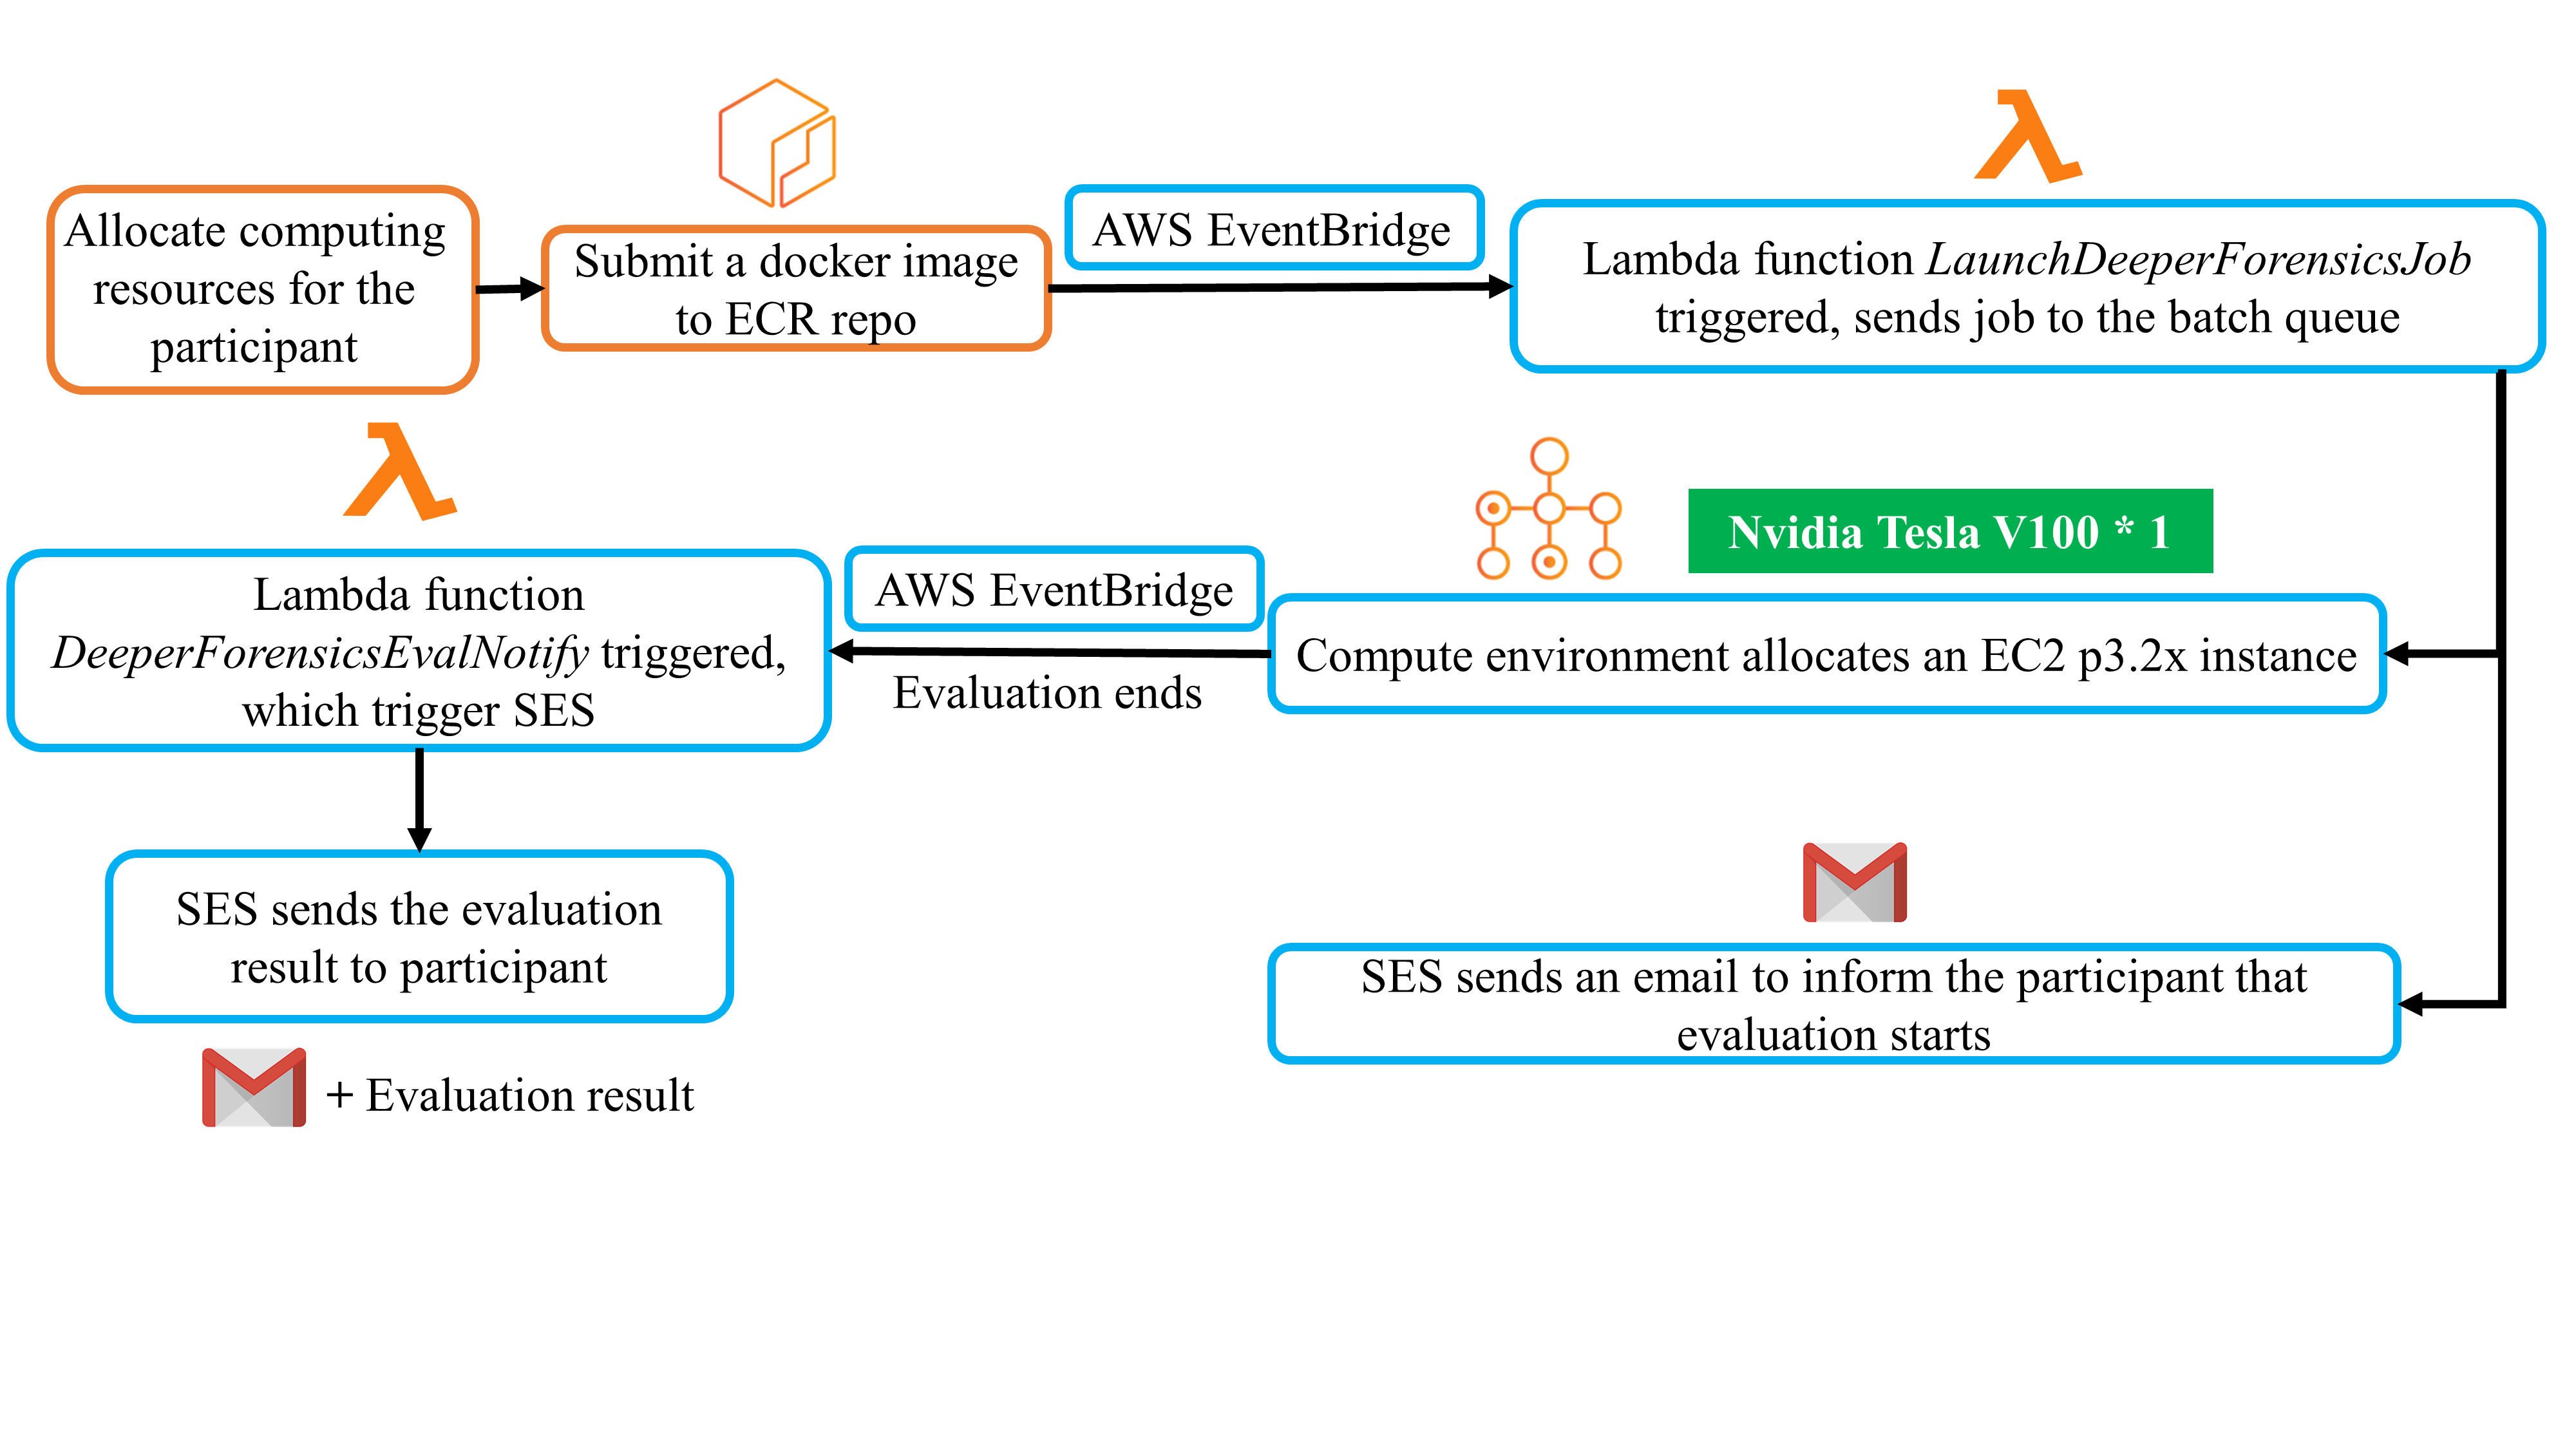 Allocate computing
resources for the
participant
Submit a docker image
to ECR repo
AWS EventBridge
Lambda function LaunchDeeperForensicsJob
triggered, sends job to the batch queue
Nvidia Tesla V100 * 1
Compute environment allocates an EC2 p3.2x instance
AWS EventBridge
Evaluation ends
Lambda function
DeeperForensicsEvalNotify triggered,
which trigger SES
SES sends the evaluation
result to participant
+ Evaluation result
SES sends an email to inform the participant that
evaluation starts